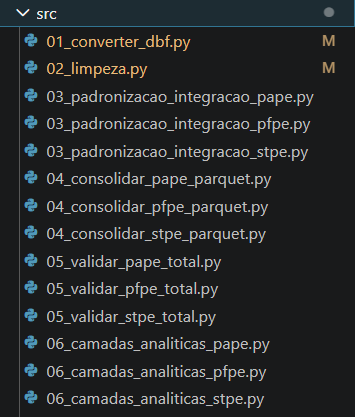 src
01_converter_dbf.py M
02_limpeza.py M
03_padronizacao_integracao_pape.py
03_padronizacao_integracao_pfpe.py
03_padronizacao_integracao_stpe.py
04_consolidar_pape_parquet.py
04_consolidar_pfpe_parquet.py
04_consolidar_stpe_parquet.py
05_validar_pape_total.py
05_validar_pfpe_total.py
05_validar_stpe_total.py
06_camadas_analiticas_pape.py
06_camadas_analiticas_pfpe.py
06_camadas_analiticas_stpe.py